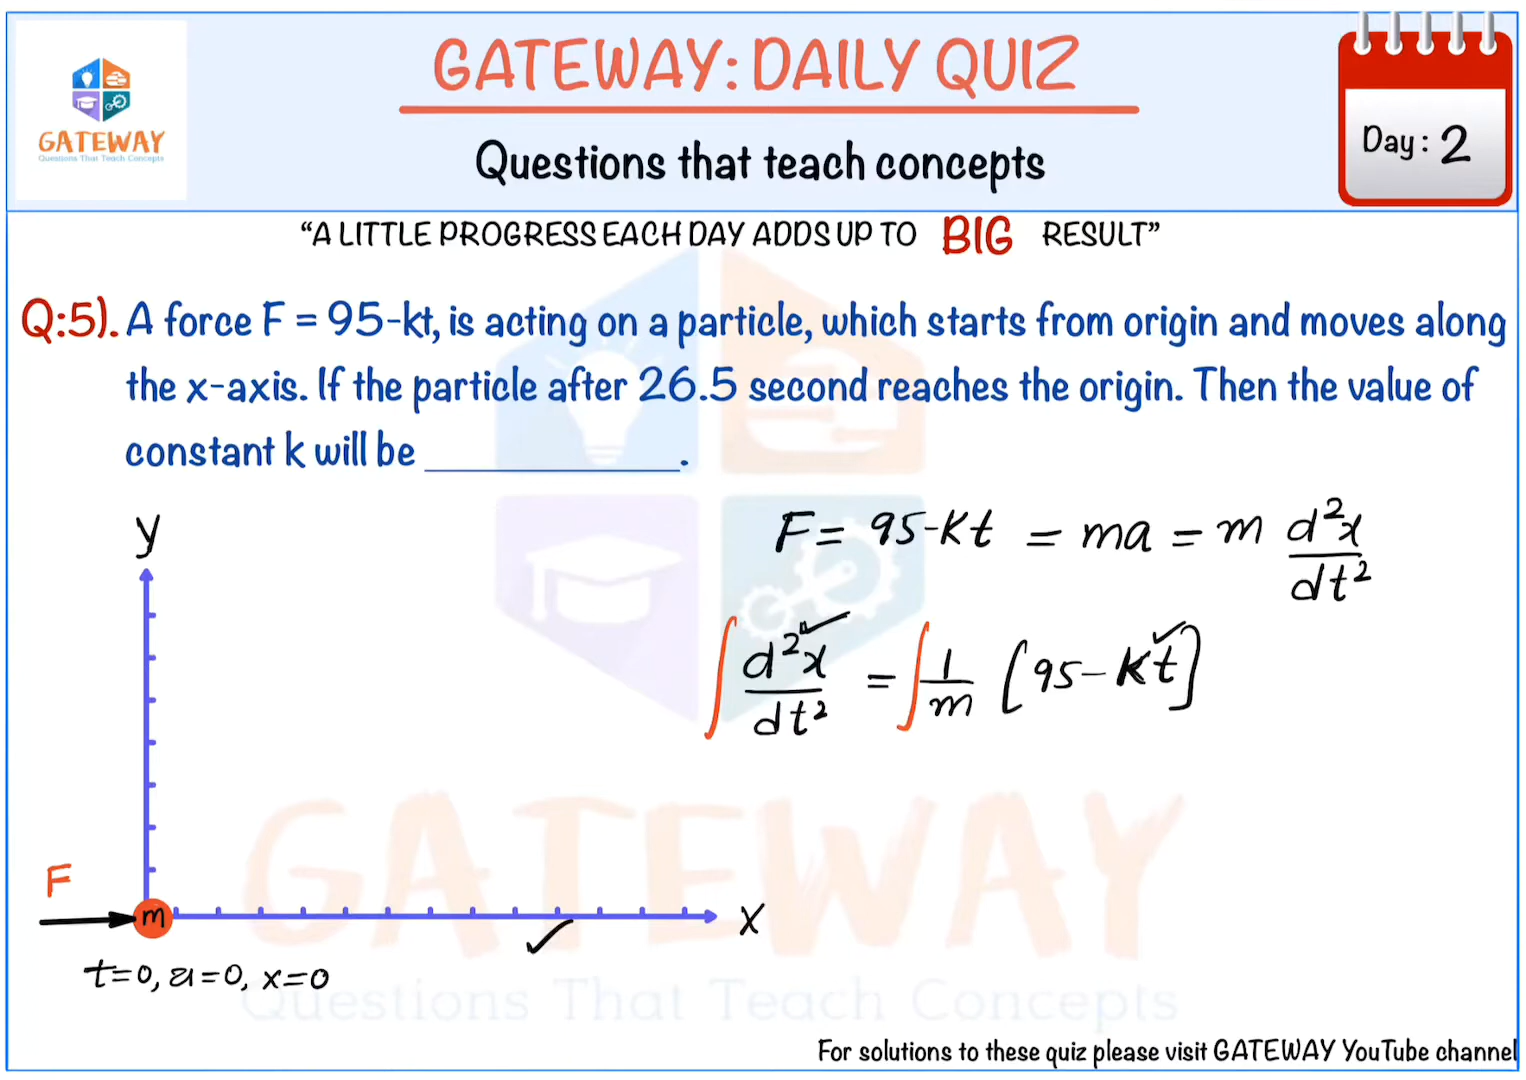 GATEWAY: DAILY QUIZ
Questions that teach concepts
Day: 2
GATEWAY
Questions That Teach Concepts
“A LITTLE PROGRESS EACH DAY ADDS UP TO BIG RESULT”
Q:5). A force F = 95-kt, is acting on a particle, which starts from origin and moves along
the x-axis. If the particle after 26.5 second reaches the origin. Then the value of
constant k will be ____________.
F = 95-Kt = ma = m d²x/dt²
∫ d²x/dt² = ∫ 1/m [95-Kt]
y
F
m
x
t=0, u=0, x=0
GATEWAY
Questions That Teach Concepts
For solutions to these quiz please visit GATEWAY YouTube channel